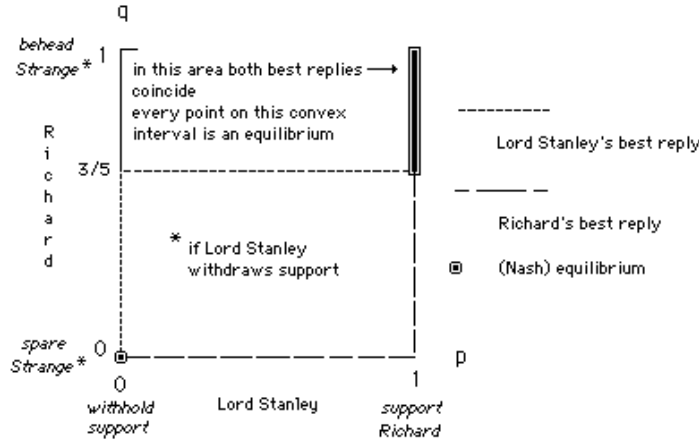 q
behead
Strange*
1
in this area both best replies
coincide
every point on this convex
interval is an equilibrium
R
i
c
h
a
r
d
3/5
Lord Stanley's best reply
Richard's best reply
* if Lord Stanley
withdraws support
(Nash) equilibrium
spare
Strange*
0
p
0
1
withhold
support
Lord Stanley
support
Richard